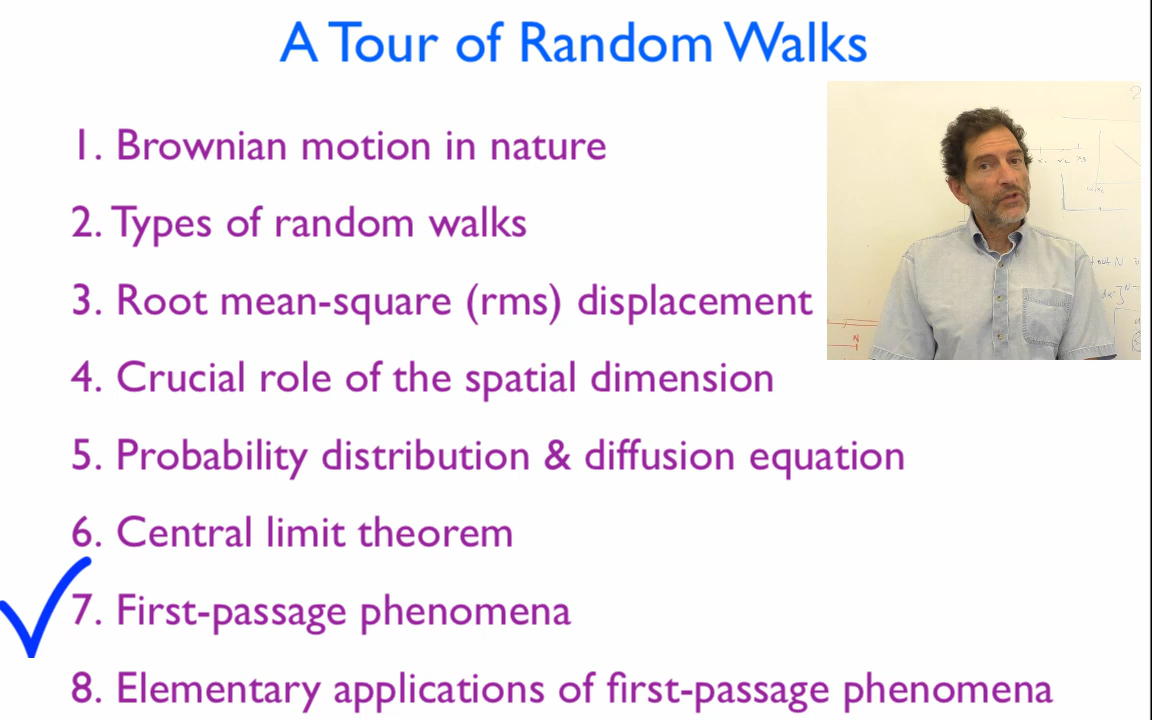 A Tour of Random Walks
1. Brownian motion in nature
2. Types of random walks
3. Root mean-square (rms) displacement
4. Crucial role of the spatial dimension
5. Probability distribution & diffusion equation
6. Central limit theorem
7. First-passage phenomena
8. Elementary applications of first-passage phenomena